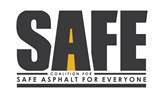 SAFE
COALITION FOR
SAFE ASPHALT FOR EVERYONE